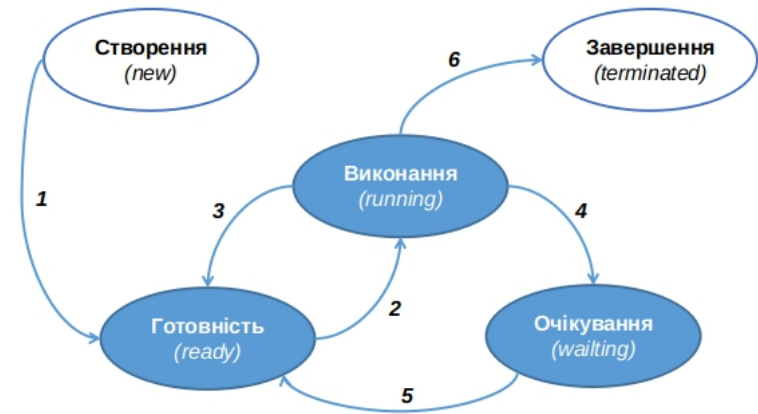 Створення
(new)
Завершення
(terminated)
6
Виконання
(running)
1
3
4
Готовність
(ready)
2
Очікування
(wailting)
5